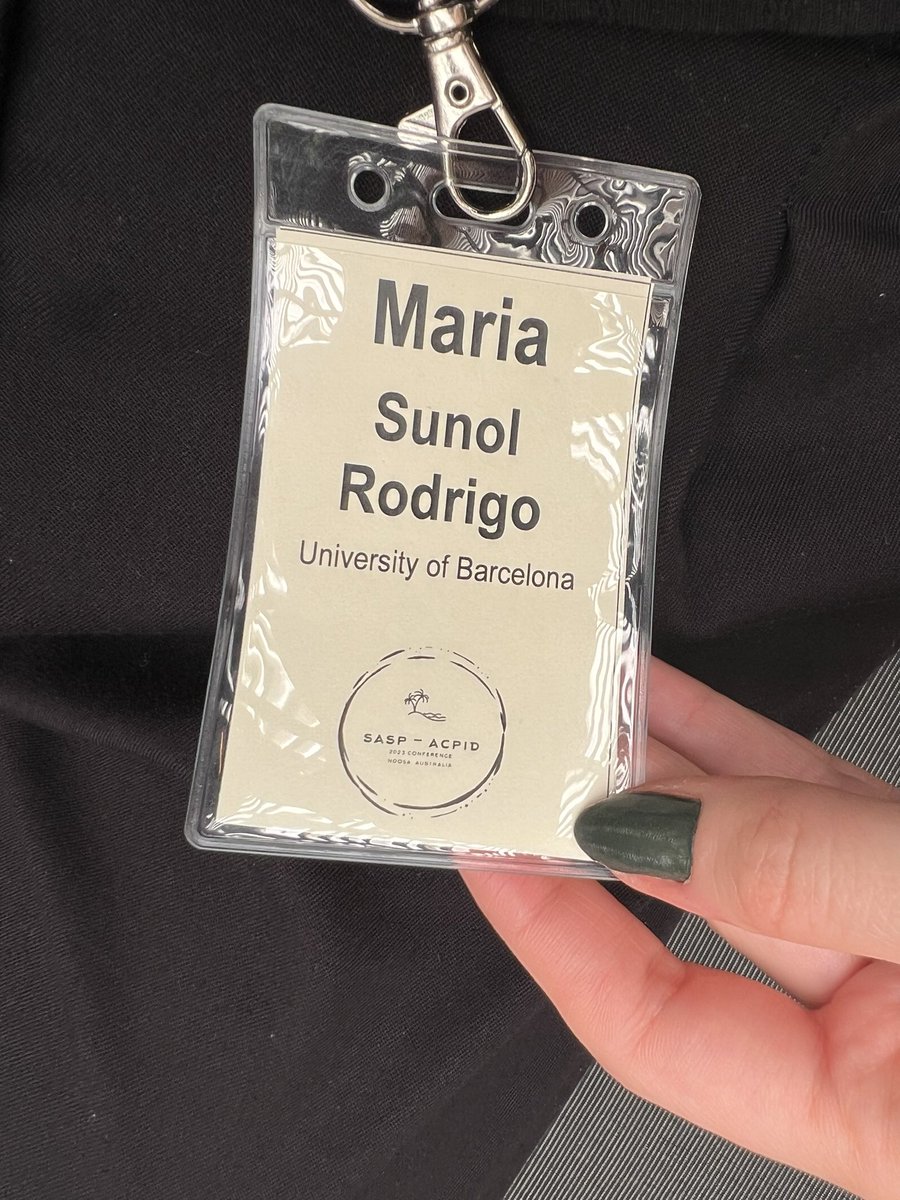 Maria
Sunol
Rodrigo
University of Barcelona
SASP – ACPID
2023 CONFERENCE
NOOSA AUSTRALIA